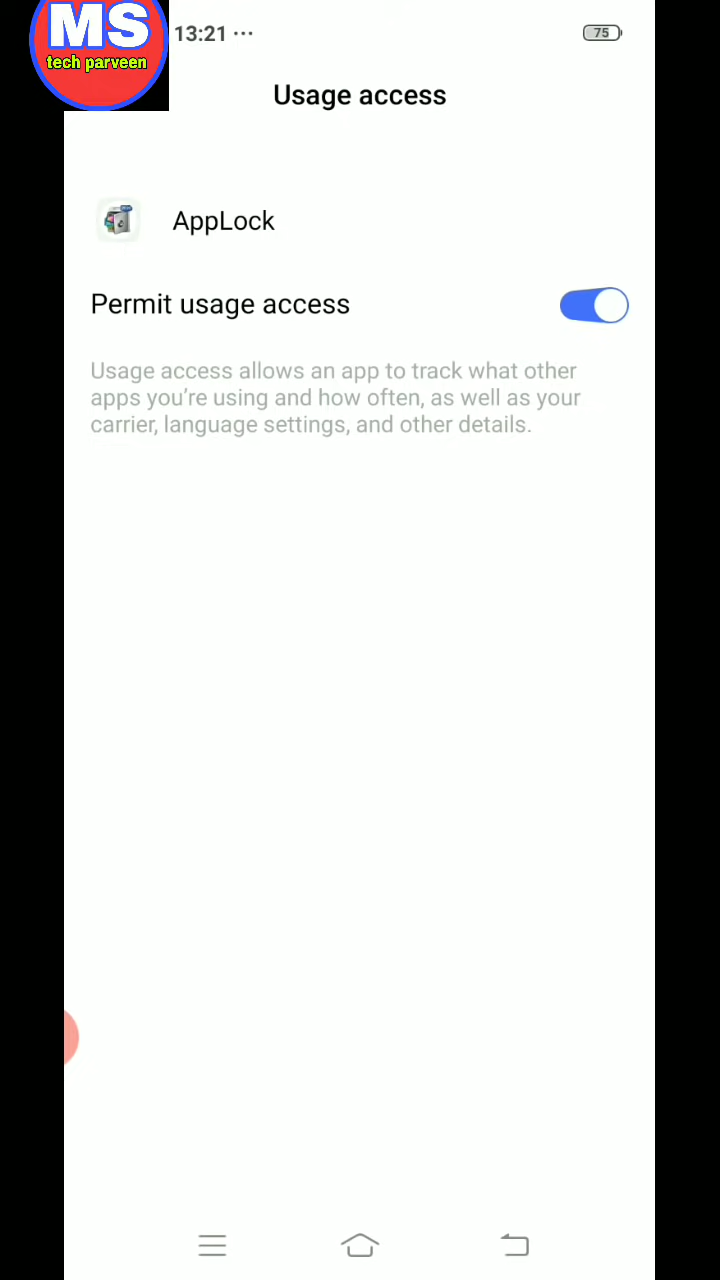 MS
tech parveen
13:21 ...
75
Usage access
AppLock
Permit usage access
Usage access allows an app to track what other
apps you're using and how often, as well as your
carrier, language settings, and other details.